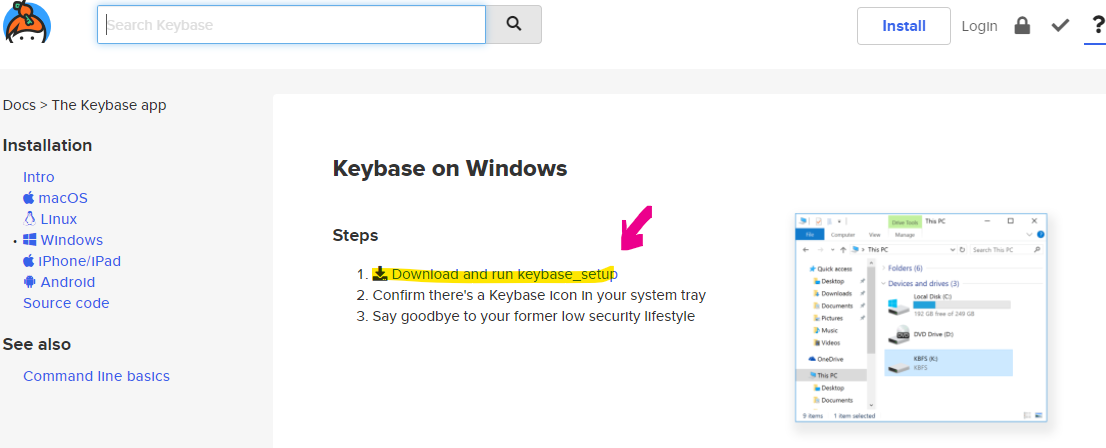 Search Keybase
Install
Login
?
Docs > The Keybase app
Installation
Intro
macOS
Linux
Windows
iPhone/iPad
Android
Source code
See also
Command line basics
Keybase on Windows
Steps
1. Download and run keybase_setup
2. Confirm there's a Keybase icon in your system tray
3. Say goodbye to your former low security lifestyle
Drive Tools This PC
File Computer View Manage
This PC
Search This PC
Quick access
Desktop
Downloads
Documents
Pictures
Music
Videos
OneDrive
This PC
Desktop
Documents
Folders (6)
Devices and drives (3)
Local Disk (C:)
192 GB free of 249 GB
DVD Drive (D:)
KBFS (K:)
KBFS
9 items 1 item selected